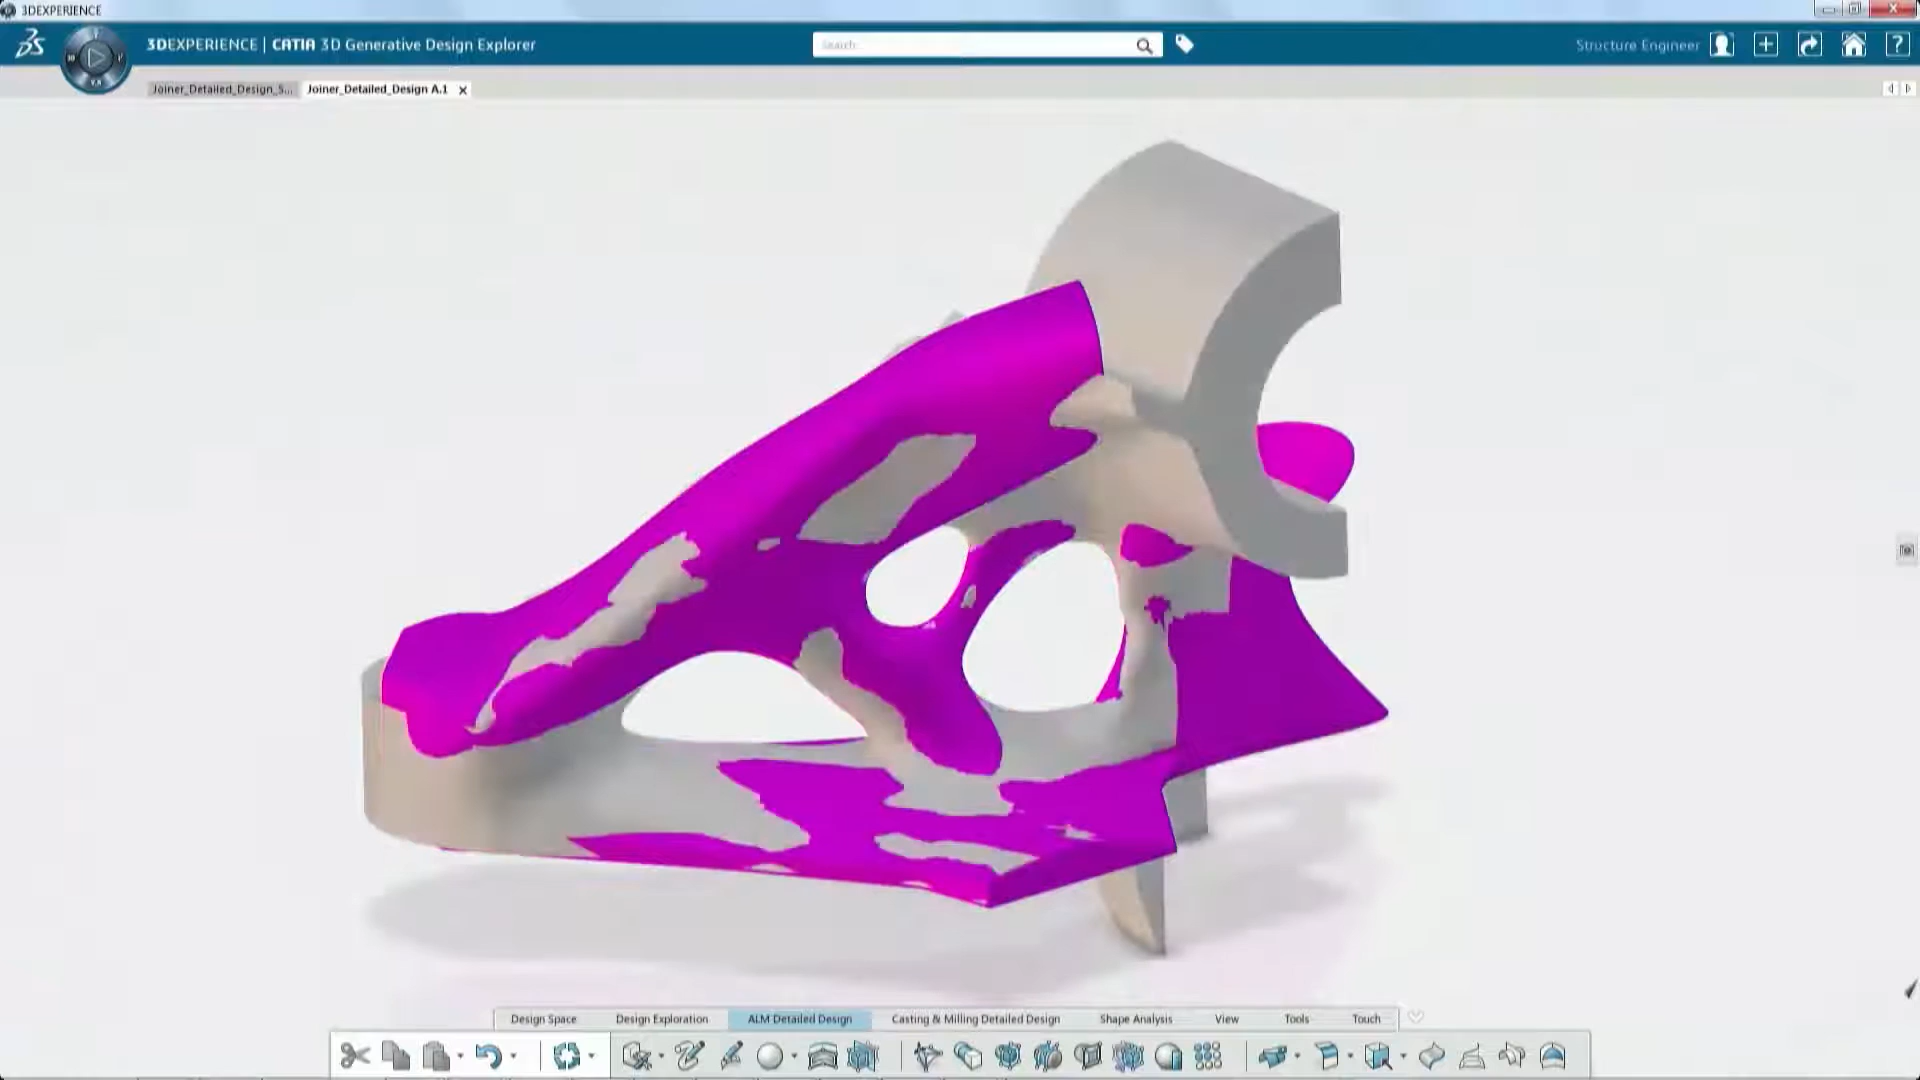 3DEXPERIENCE
3DEXPERIENCE | CATIA 3D Generative Design Explorer
Search
Structure Engineer
Joiner_Detailed_Design_S...
Joiner_Detailed_Design A.1
Design Space
Design Exploration
ALM Detailed Design
Casting & Milling Detailed Design
Shape Analysis
View
Tools
Touch